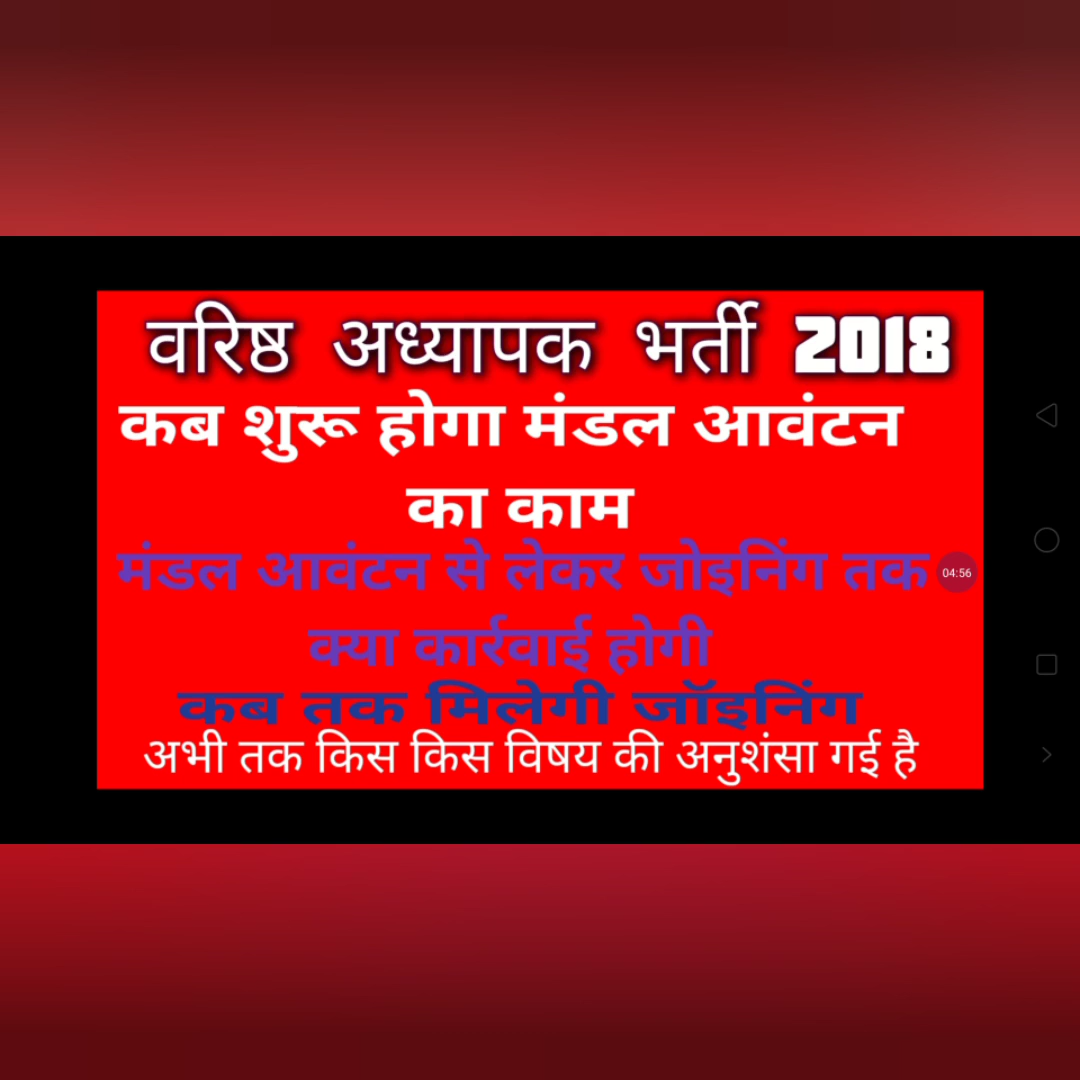 वरिष्ठ अध्यापक भर्ती 2018
कब शुरू होगा मंडल आवंटन
का काम
मंडल आवंटन से लेकर जोइनिंग तक
04:56
क्या कार्रवाई होगी
कब तक मिलेगी जॉइनिंग
अभी तक किस किस विषय की अनुशंसा गई है